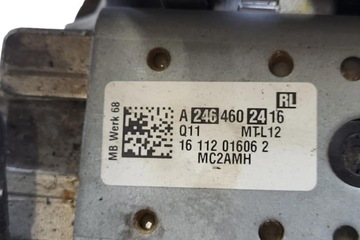 RL
MB Werk 68
A 246 460 24 16
Q11 MT-L12
16 112 01606 2
MC2AMH